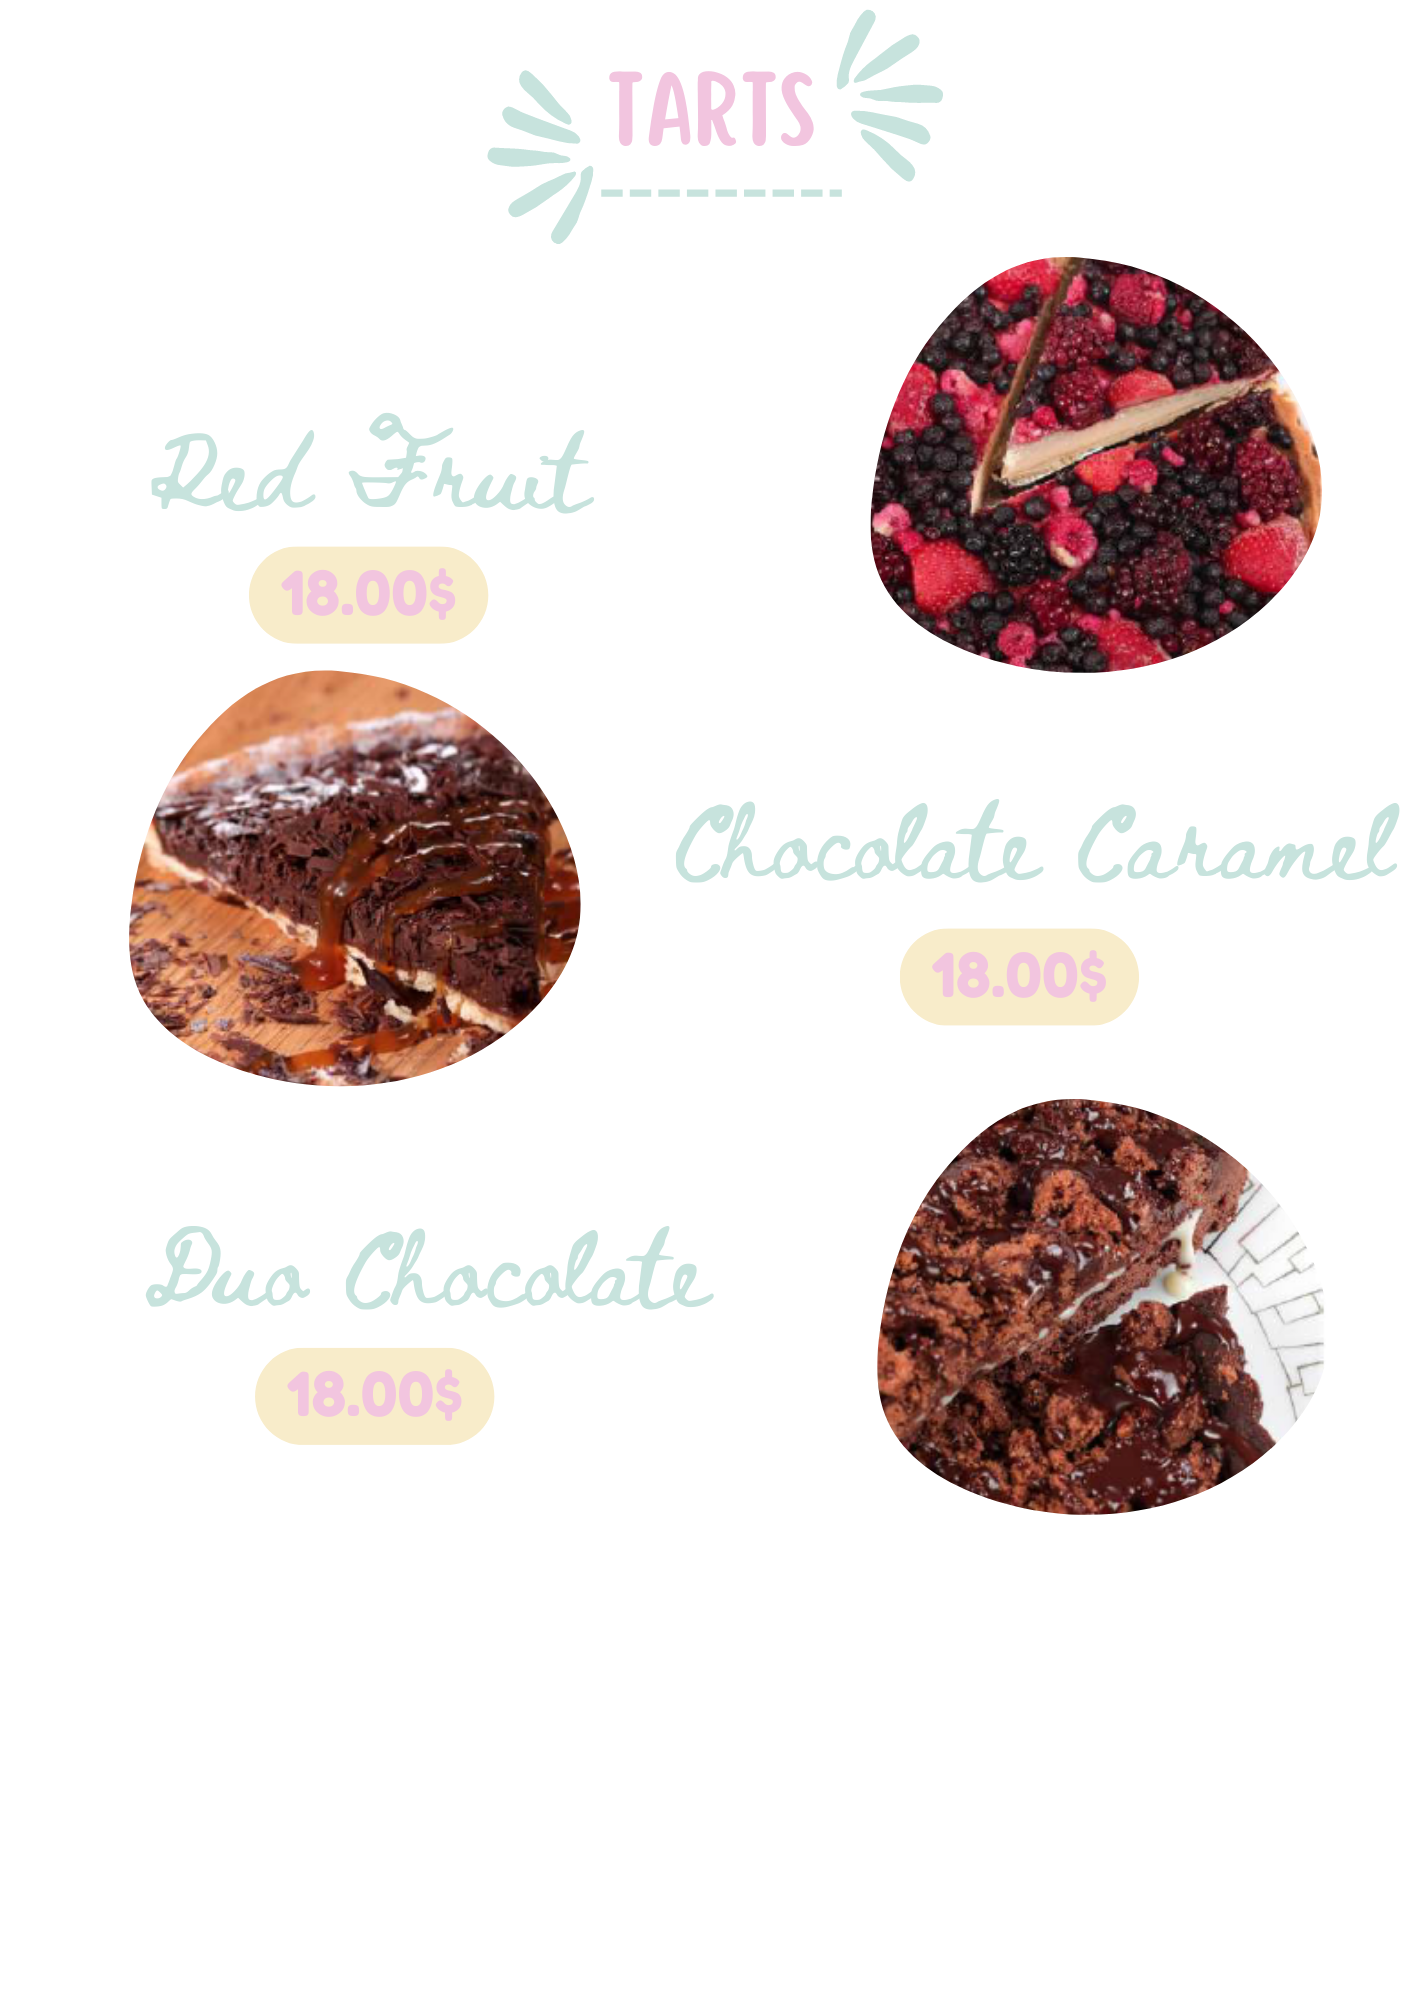 TARTS
Red Fruit
18.00$
Chocolate Caramel
18.00$
Duo Chocolate
18.00$